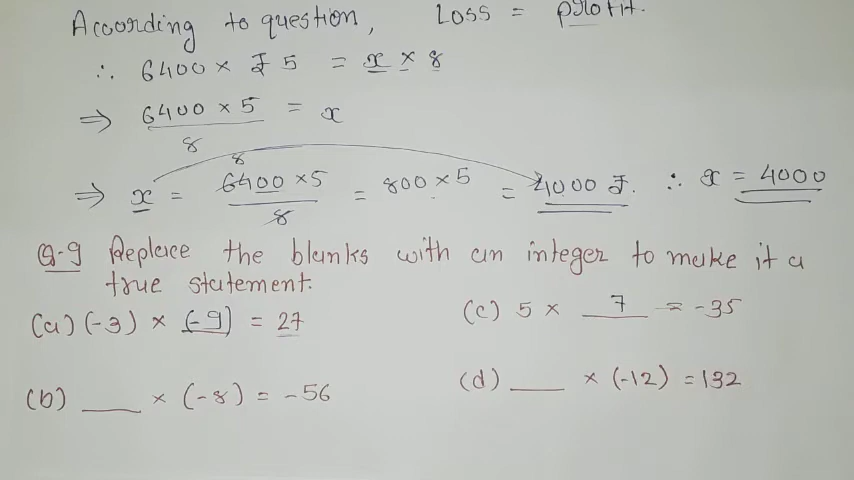 According to question, Loss = profit.
∴ 6400 × ₹ 5 = x × 8
⇒ 6400 × 5 / 8 = x
⇒ x = 6400 × 5 / 8 = 800 × 5 = 4000 ₹. ∴ x = 4000
8
Q-9 Replace the blanks with an integer to make it a
true statement.
(a) (-3) × (-9) = 27
(c) 5 × 7 = -35
(b) ____ × (-8) = -56
(d) ____ × (-12) = 132